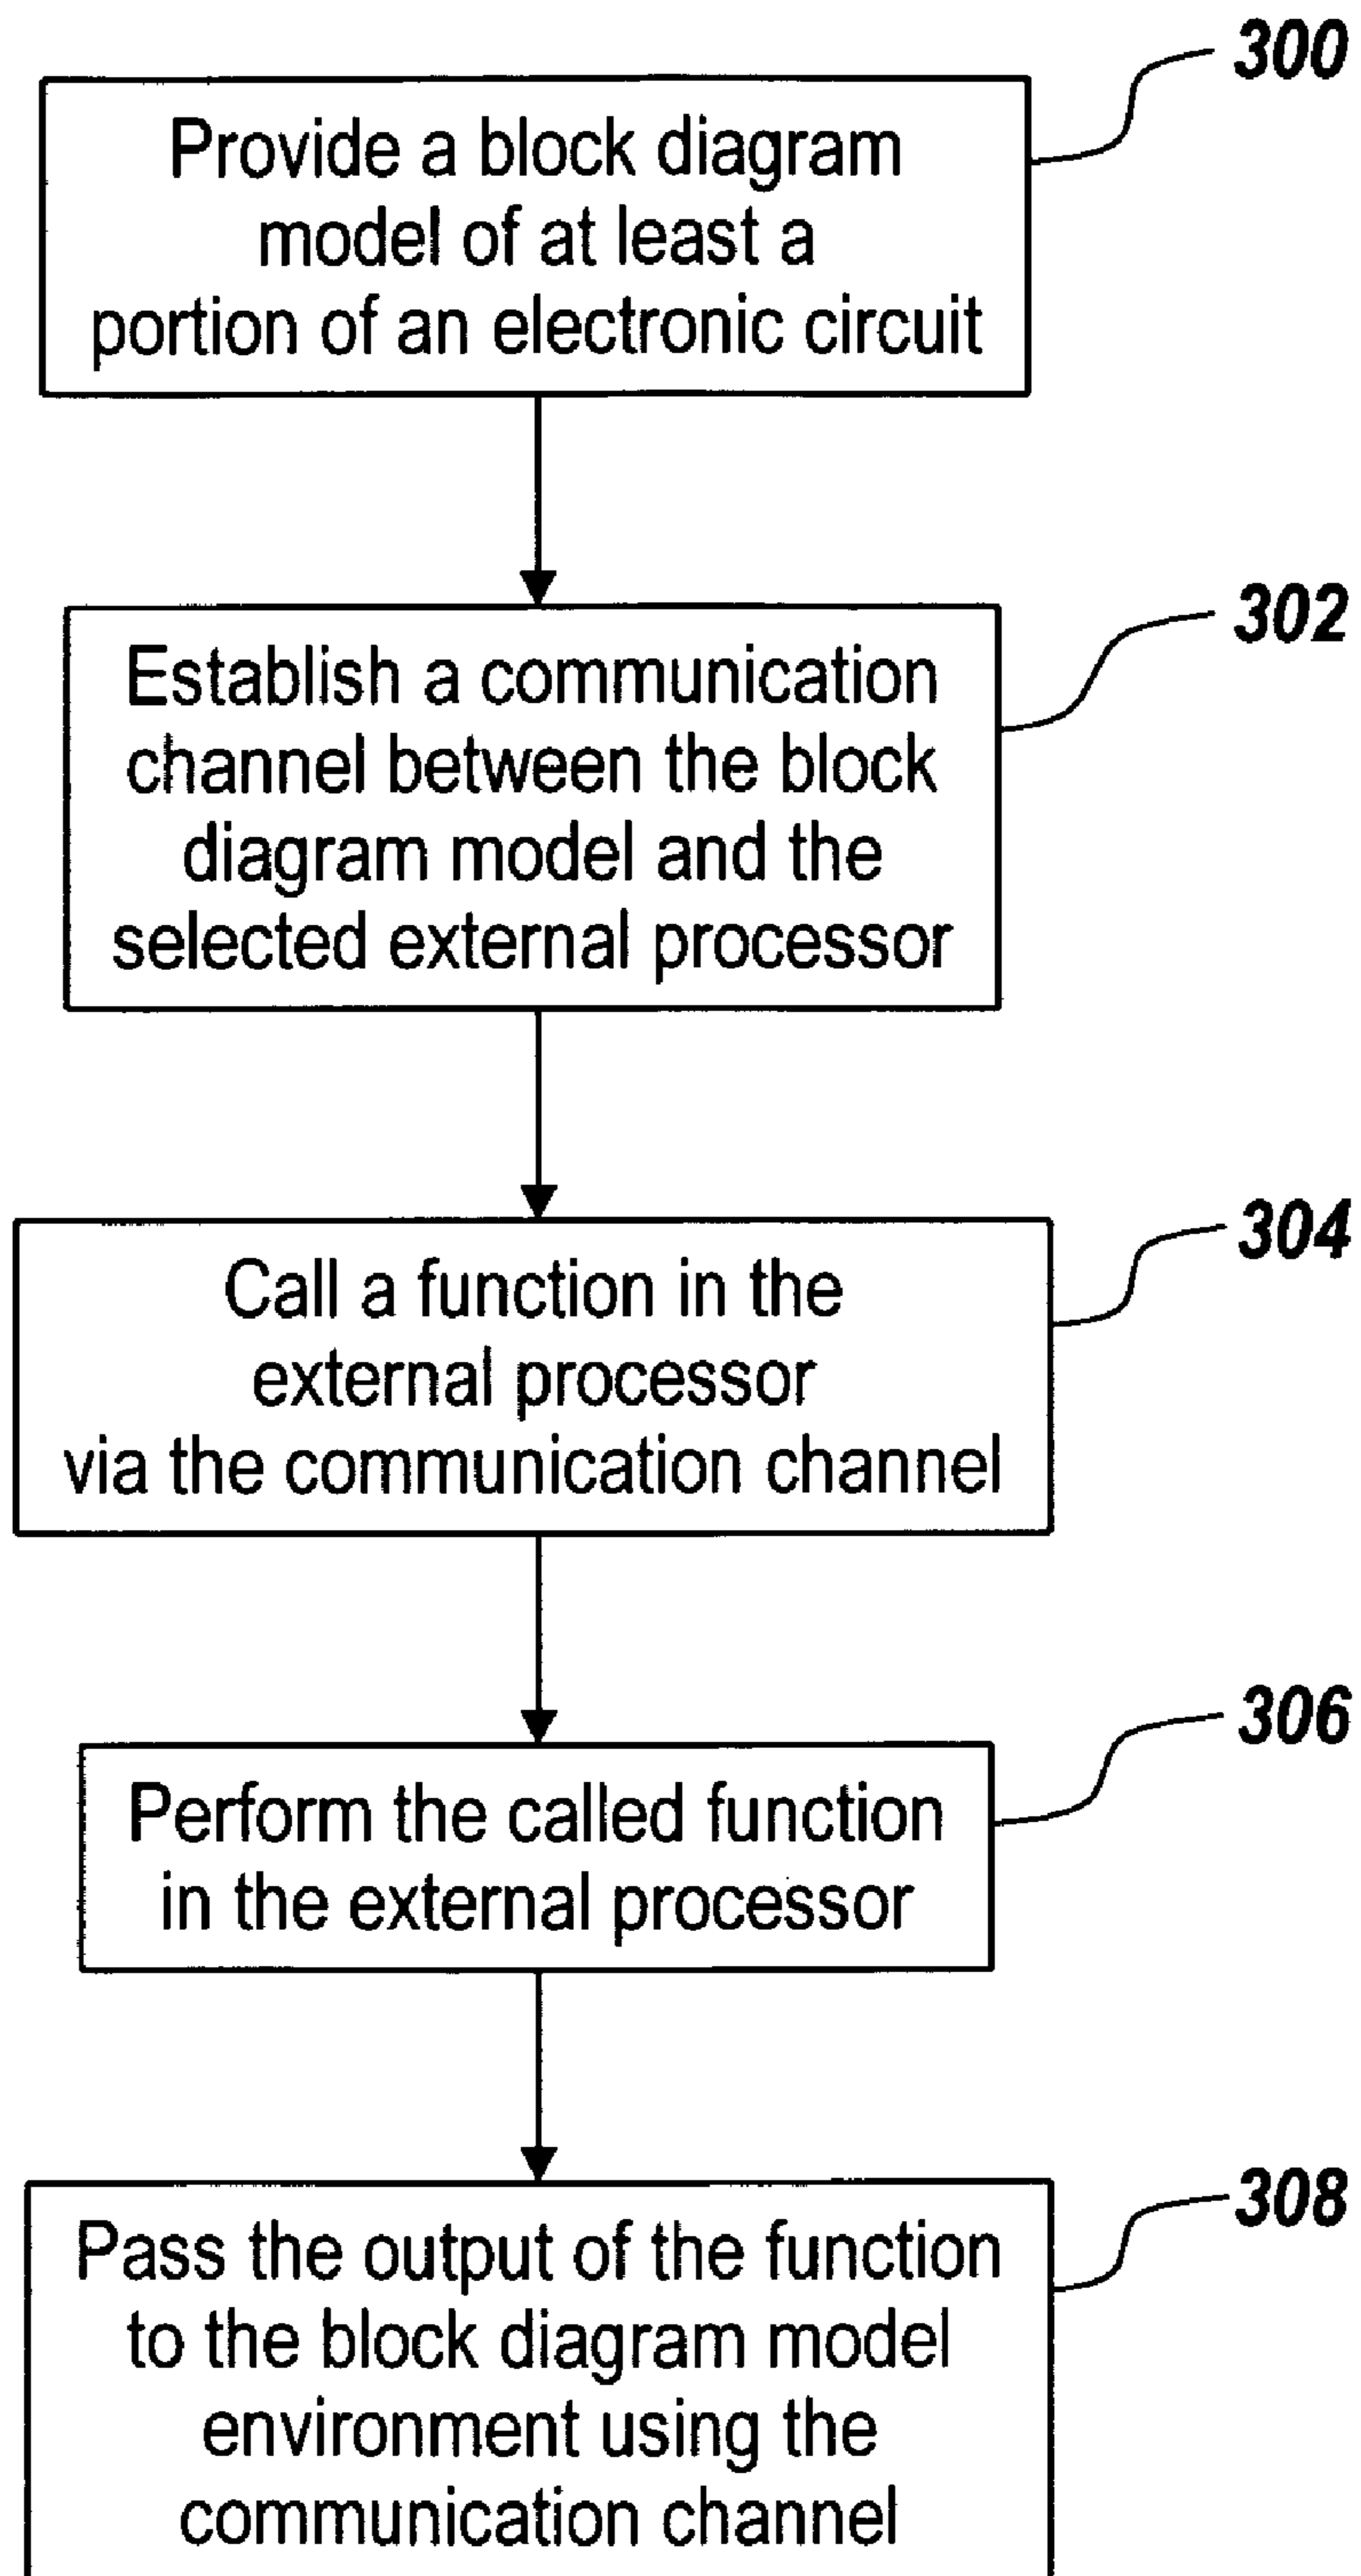 300
Provide a block diagram
model of at least a
portion of an electronic circuit
302
Establish a communication
channel between the block
diagram model and the
selected external processor
304
Call a function in the
external processor
via the communication channel
306
Perform the called function
in the external processor
308
Pass the output of the function
to the block diagram model
environment using the
communication channel